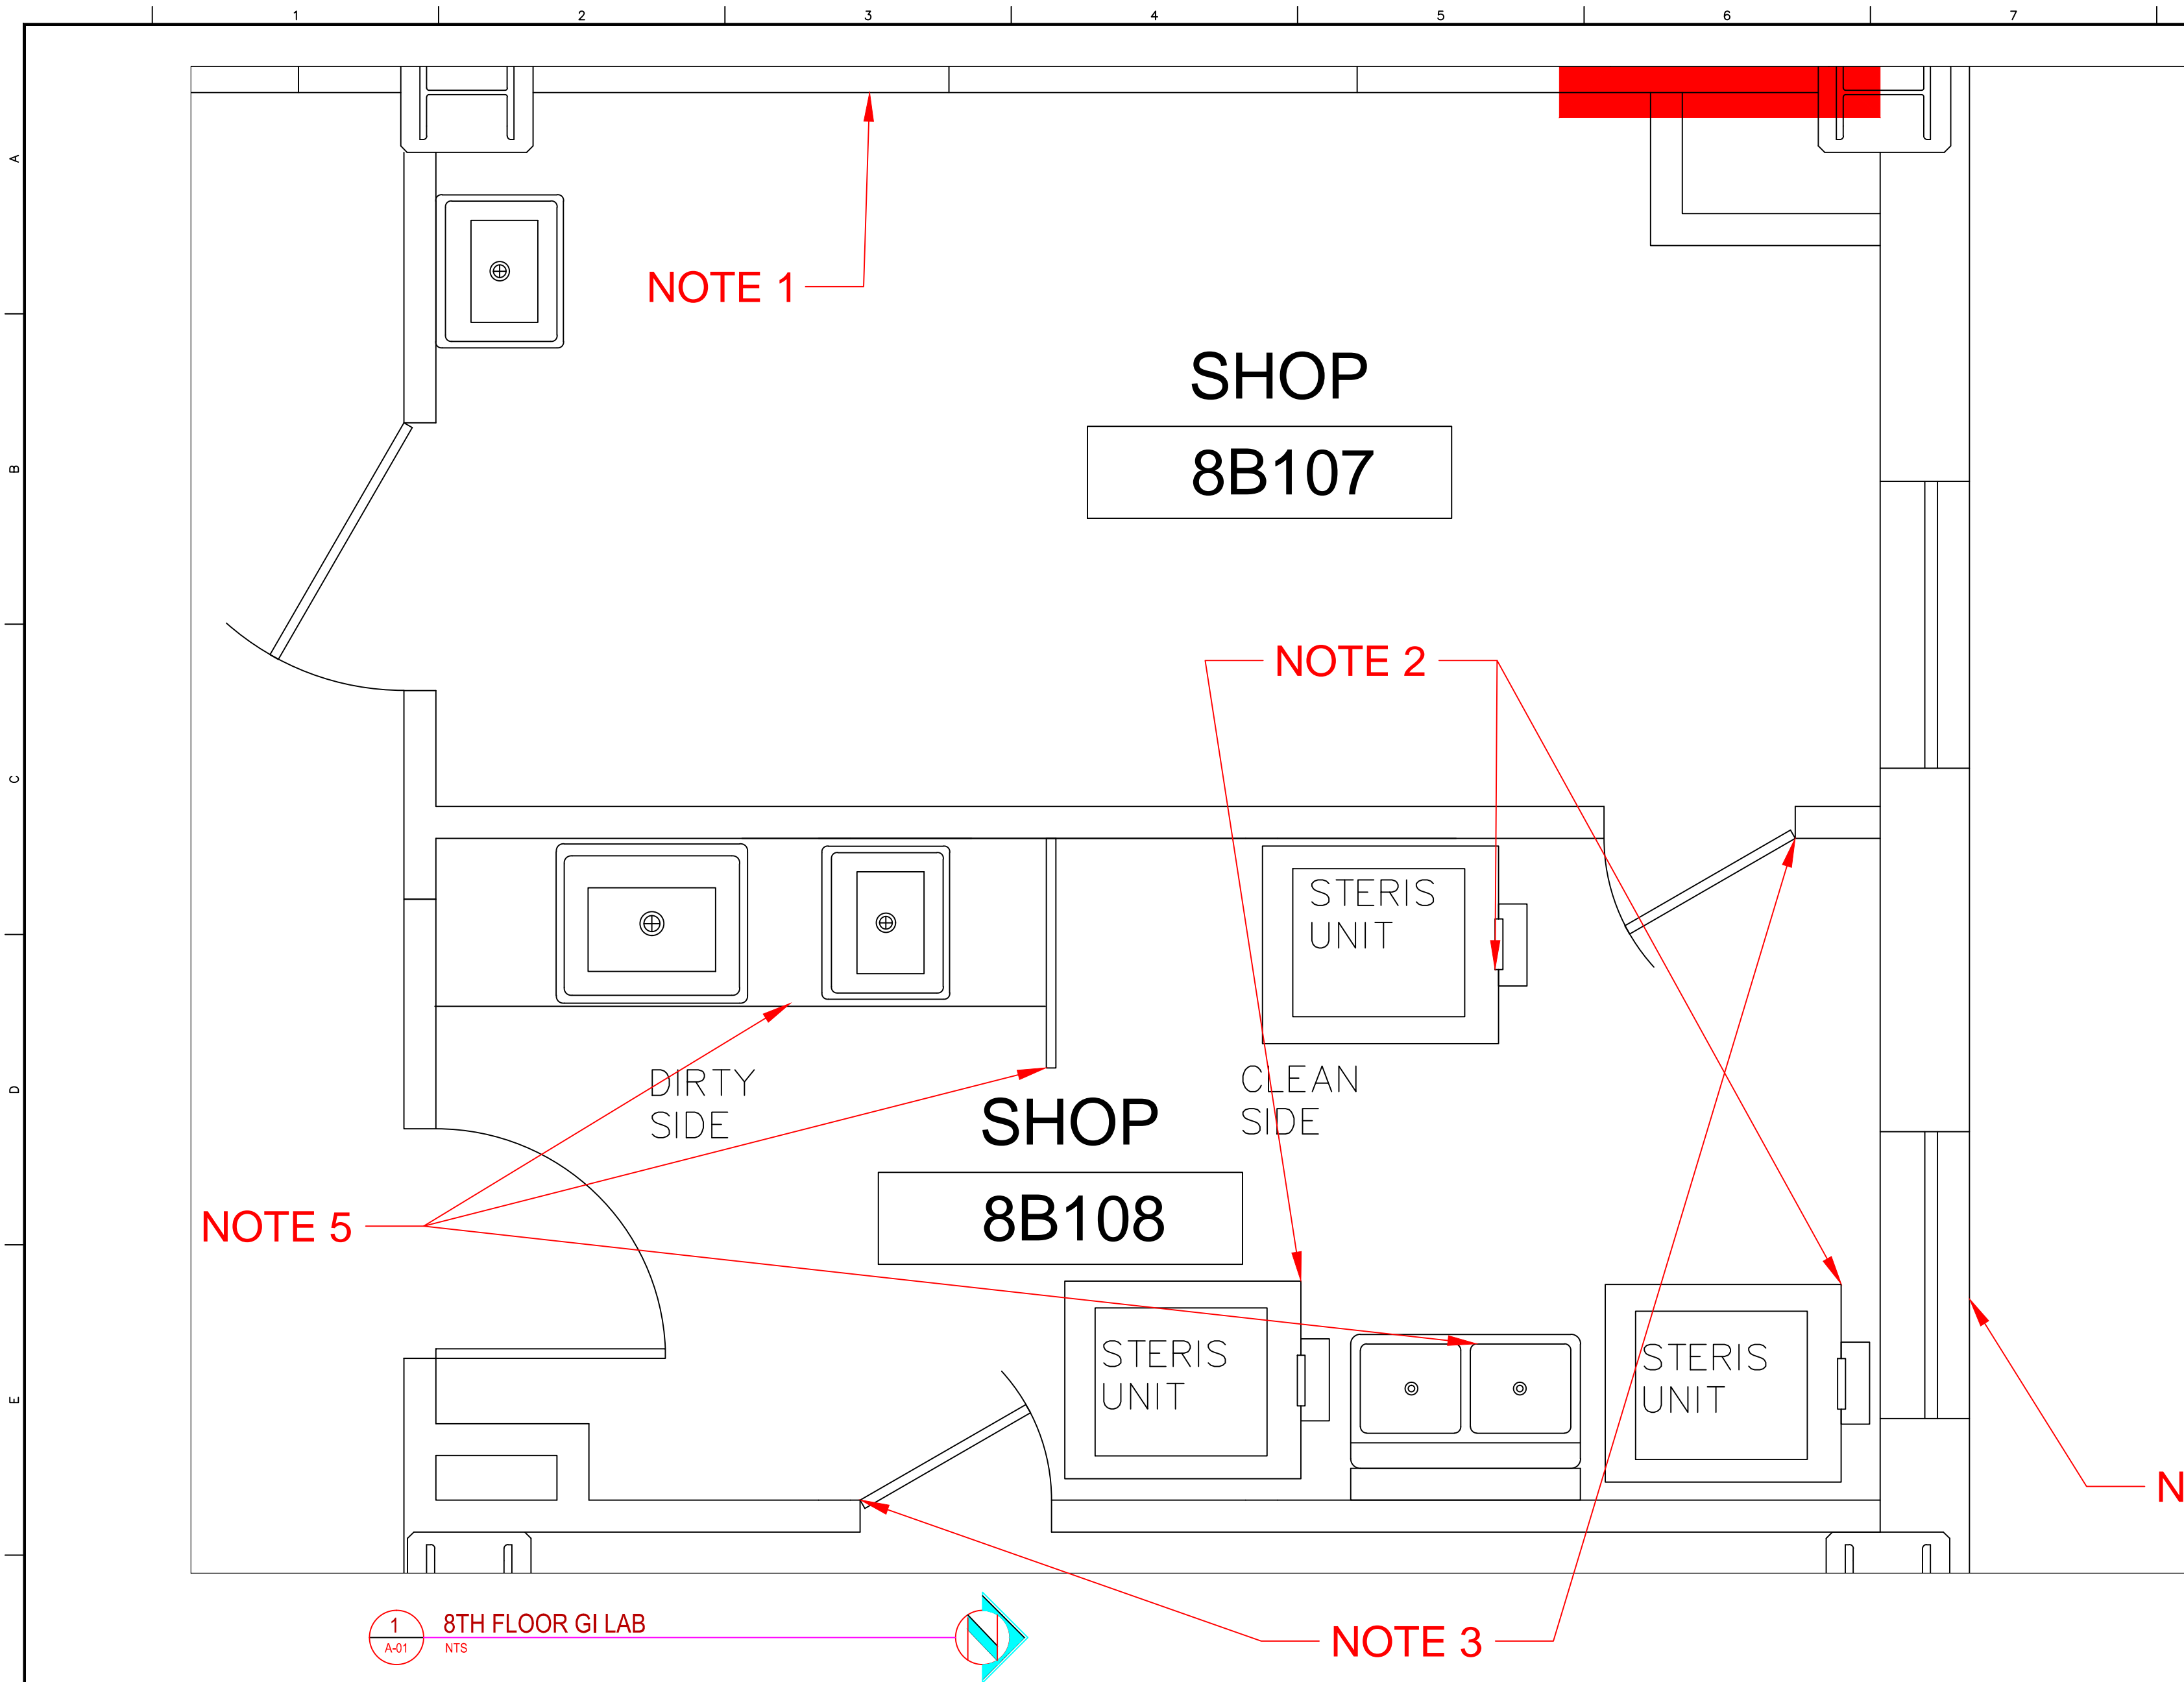 1 2 3 4 5 6 7
A
NOTE 1
SHOP
B
8B107
NOTE 2
C
STERIS
UNIT
D
DIRTY
SIDE
CLEAN
SIDE
SHOP
8B108
NOTE 5
STERIS
UNIT
STERIS
UNIT
E
N
1
A-01
8TH FLOOR GI LAB
NTS
N
NOTE 3